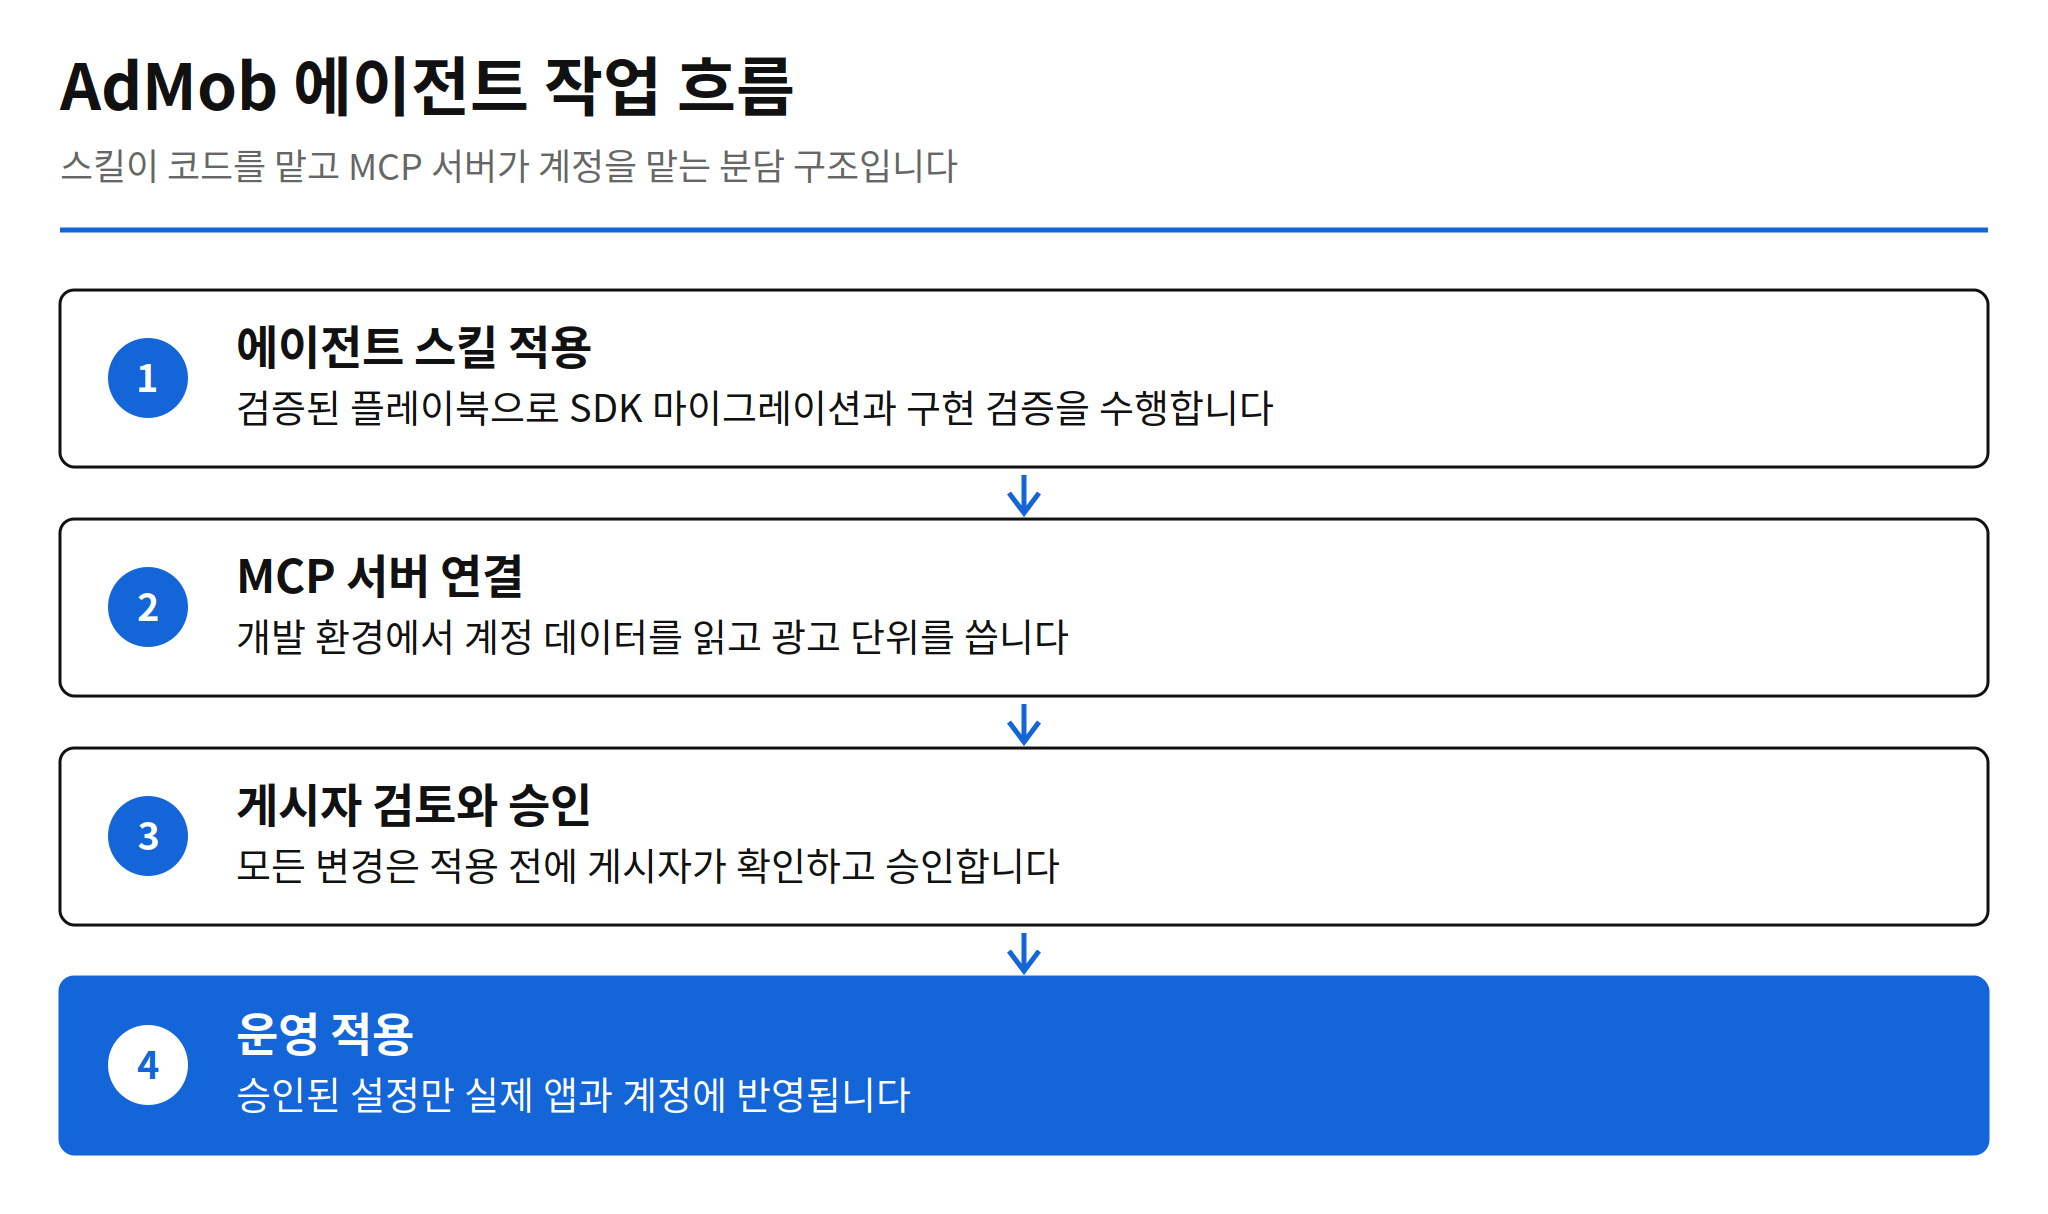 AdMob 에이전트 작업 흐름
스킬이 코드를 맡고 MCP 서버가 계정을 맡는 분담 구조입니다
1
에이전트 스킬 적용
검증된 플레이북으로 SDK 마이그레이션과 구현 검증을 수행합니다
2
MCP 서버 연결
개발 환경에서 계정 데이터를 읽고 광고 단위를 씁니다
3
게시자 검토와 승인
모든 변경은 적용 전에 게시자가 확인하고 승인합니다
4
운영 적용
승인된 설정만 실제 앱과 계정에 반영됩니다